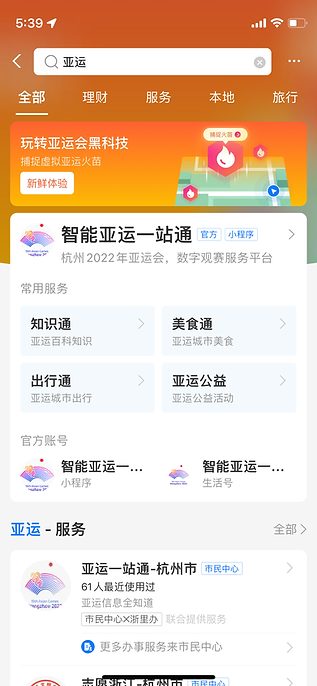 5:39
亚运
全部
理财
服务
本地
旅行
玩转亚运会黑科技
捕捉虚拟亚运火苗
新鲜体验
捕捉火苗
智能亚运一站通 官方 小程序
杭州2022年亚运会，数字观赛服务平台
常用服务
知识通
亚运百科知识
美食通
亚运城市美食
出行通
亚运城市出行
亚运公益
亚运公益活动
官方账号
智能亚运一...
小程序
智能亚运一...
生活号
亚运 - 服务
全部
亚运一站通-杭州市 市民中心
61人最近使用过
亚运信息全知道
市民中心×浙里办 联合提供服务
更多办事服务来市民中心
志愿浙江-杭州市 市民中心